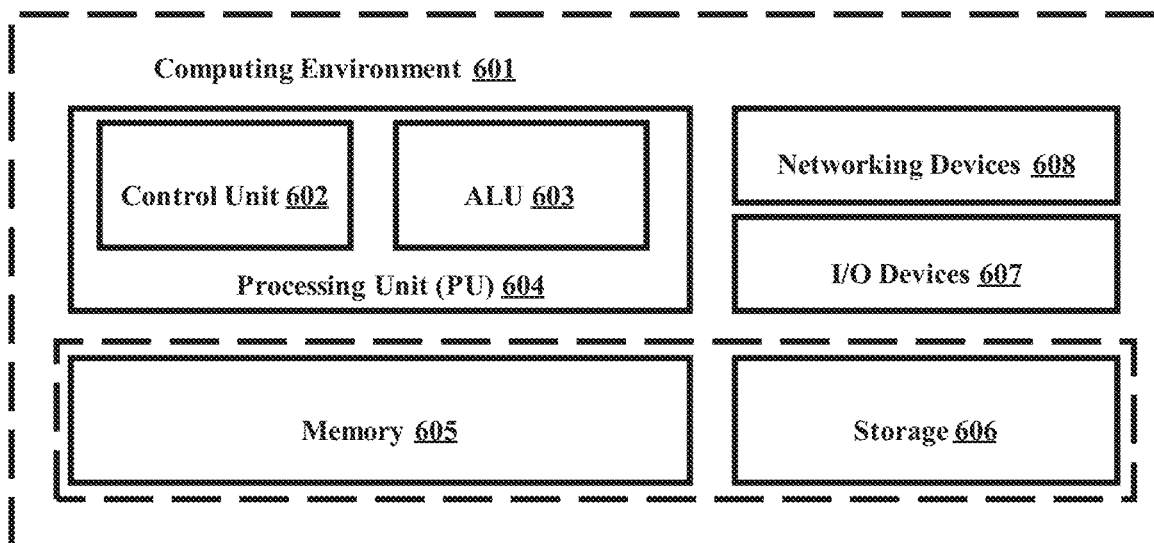 Computing Environment 601
Control Unit 602
ALU 603
Processing Unit (PU) 604
Networking Devices 608
I/O Devices 607
Memory 605
Storage 606